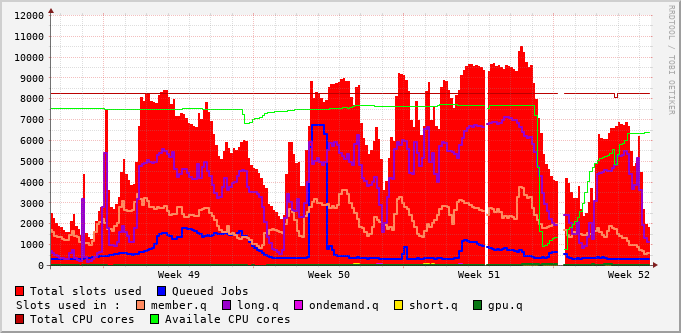 12000
11000
10000
9000
8000
7000
6000
5000
4000
3000
2000
1000
0
Week 49 Week 50 Week 51 Week 52
Total slots used Queued Jobs
Slots used in : member.q long.q ondemand.q short.q gpu.q
Total CPU cores Availale CPU cores
RRDTOOL / TOBI OETIKER